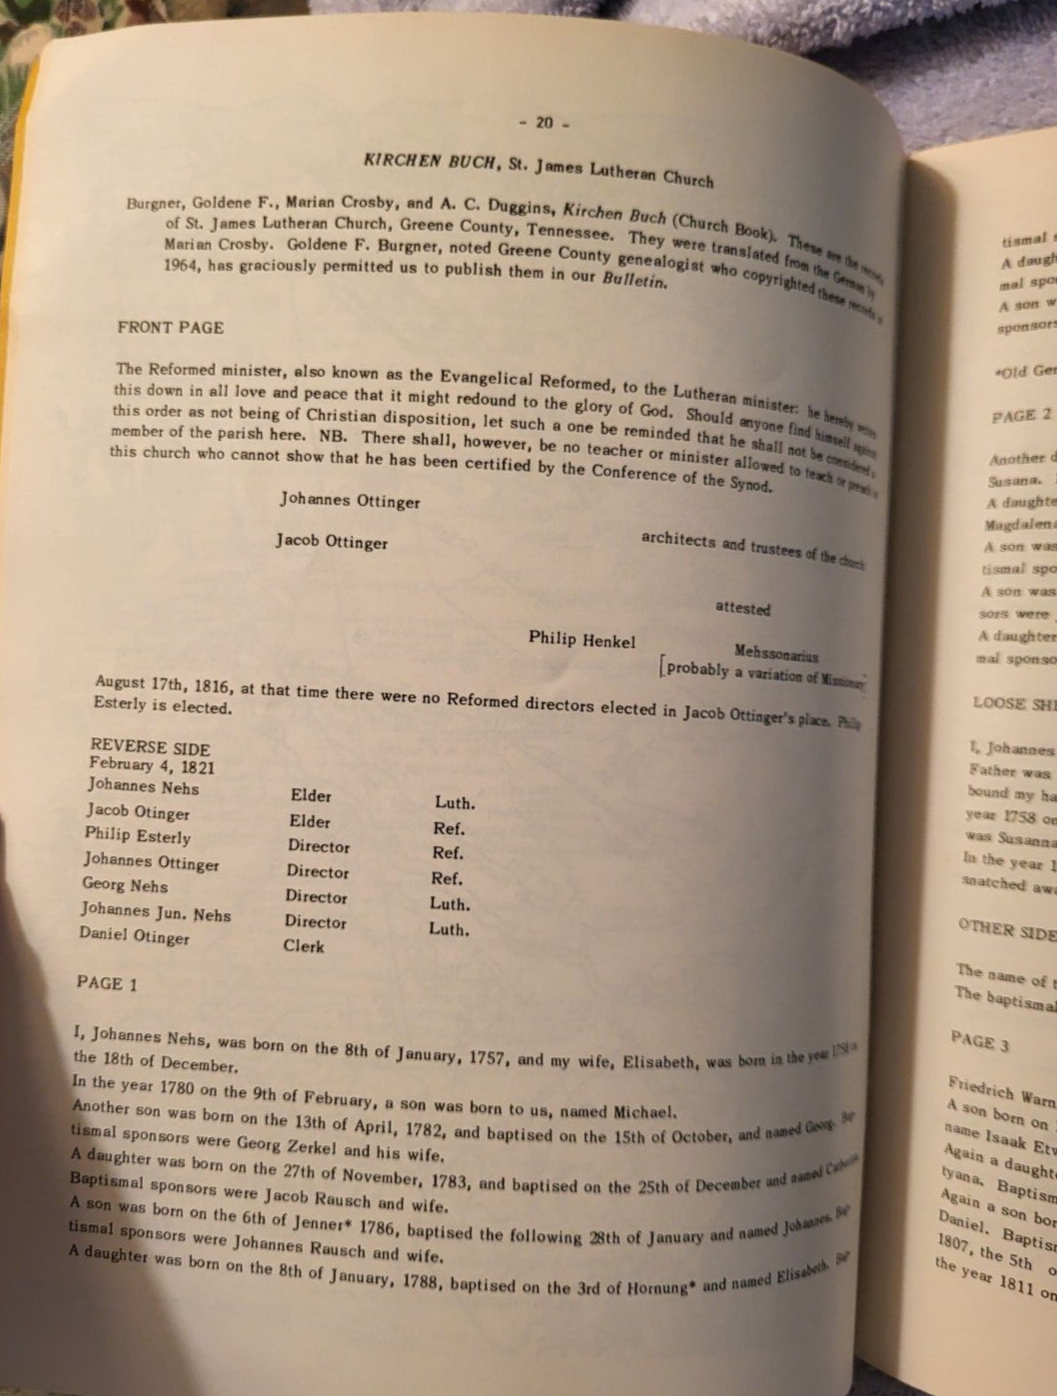 - 20 -
KIRCHEN BUCH, St. James Lutheran Church
Burgner, Goldene F., Marian Crosby, and A. C. Duggins, Kirchen Buch (Church Book). These are the records
of St. James Lutheran Church, Greene County, Tennessee. They were translated from the German by
Marian Crosby. Goldene F. Burgner, noted Greene County genealogist who copyrighted these records
1964, has graciously permitted us to publish them in our Bulletin.
FRONT PAGE
The Reformed minister, also known as the Evangelical Reformed, to the Lutheran minister: he hereby writes
this down in all love and peace that it might redound to the glory of God. Should anyone find himself against
this order as not being of Christian disposition, let such a one be reminded that he shall not be considered a
member of the parish here. NB. There shall, however, be no teacher or minister allowed to teach or preach
this church who cannot show that he has been certified by the Conference of the Synod.
Johannes Ottinger
Jacob Ottinger architects and trustees of the church
attested
Philip Henkel Mehssonarius
[probably a variation of Missionary
August 17th, 1816, at that time there were no Reformed directors elected in Jacob Ottinger's place. Philip
Esterly is elected.
REVERSE SIDE
February 4, 1821
Johannes Nehs Elder Luth.
Jacob Otinger Elder Ref.
Philip Esterly Director Ref.
Johannes Ottinger Director Ref.
Georg Nehs Director Luth.
Johannes Jun. Nehs Director Luth.
Daniel Otinger Clerk
PAGE 1
I, Johannes Nehs, was born on the 8th of January, 1757, and my wife, Elisabeth, was born in the year 1758
the 18th of December.
In the year 1780 on the 9th of February, a son was born to us, named Michael.
Another son was born on the 13th of April, 1782, and baptised on the 15th of October, and named Georg. Bap-
tismal sponsors were Georg Zerkel and his wife.
A daughter was born on the 27th of November, 1783, and baptised on the 25th of December and named
Baptismal sponsors were Jacob Rausch and wife.
A son was born on the 6th of Jenner* 1786, baptised the following 28th of January and named Johannes. Bap-
tismal sponsors were Johannes Rausch and wife.
A daughter was born on the 8th of January, 1788, baptised on the 3rd of Hornung* and named Elisabeth. Bap-
tismal
A daugh
mal spo
A son w
sponsors
*Old Ger
PAGE 2
Another d
Susana.
A daughte
Magdalena
A son was
tismal spo
A son was
sors were
A daughter
mal sponso
LOOSE SHE
I, Johannes
Father was
bound my ha
year 1758 on
was Susanna
In the year 1
snatched awa
OTHER SIDE
The name of t
The baptismal
PAGE 3
Friedrich Warn
A son born on
name Isaak Etw
Again a daught
tyana. Baptism
Again a son bor
Daniel. Baptis
1807, the 5th o
the year 1811 on